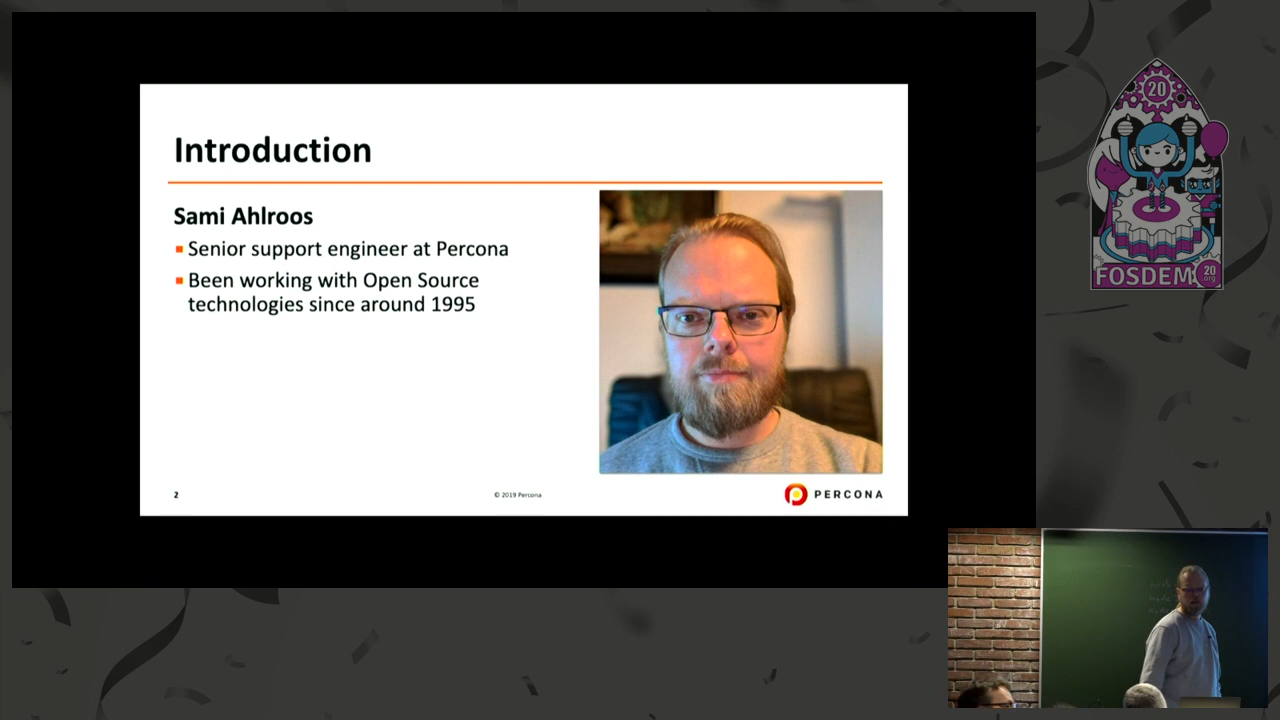 Introduction
Sami Ahlroos
Senior support engineer at Percona
Been working with Open Source
technologies since around 1995
2
© 2019 Percona
PERCONA
20
FOSDEM
20
.org